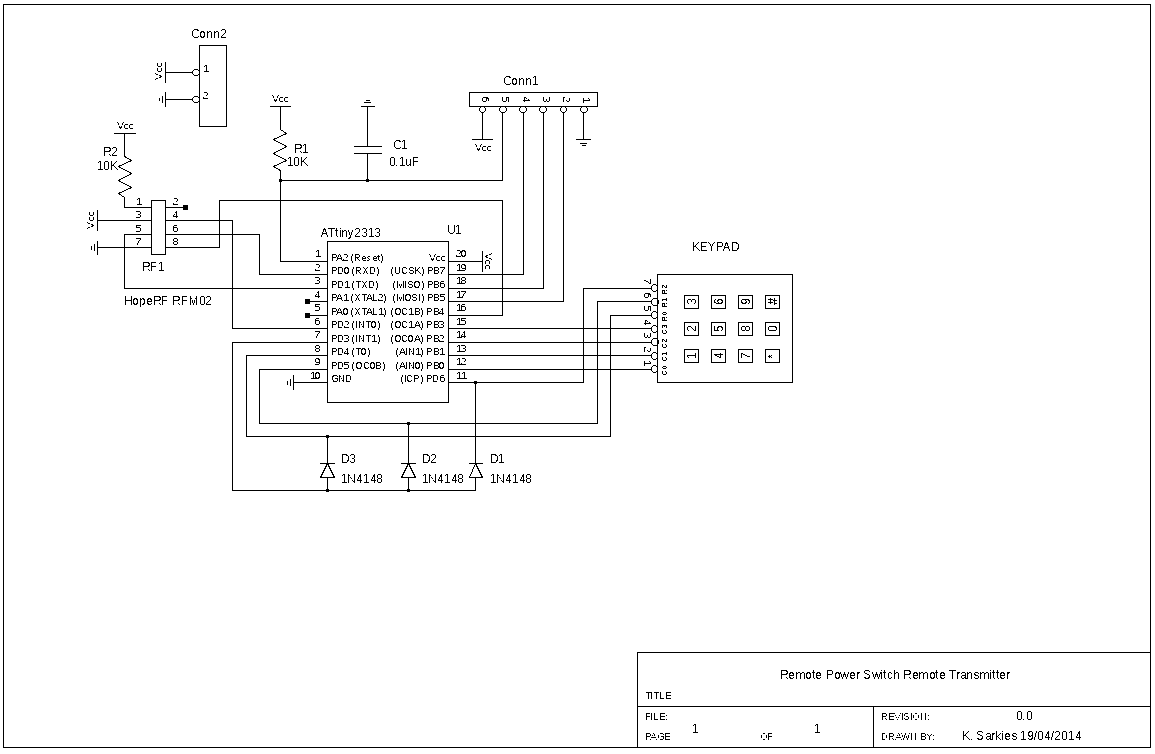 Conn2
Vcc 1
2
Conn1
6 5 4 3 2 1
Vcc
Vcc
R1
10K
C1
0.1uF
Vcc
R2
10K
1 2
Vcc 3 4
5 6
7 8
RF1
HopeRF RFM02
ATtiny2313 U1
1 PA2 (Reset) Vcc 20 Vcc
2 PD0 (RXD) (UCSK) PB7 19
3 PD1 (TXD) (MISO) PB6 18
4 PA1 (XTAL2) (MOSI) PB5 17
5 PA0 (XTAL1) (OC1B) PB4 16
6 PD2 (INT0) (OC1A) PB3 15
7 PD3 (INT1) (OC0A) PB2 14
8 PD4 (T0) (AIN1) PB1 13
9 PD5 (OC0B) (AIN0) PB0 12
10 GND (ICP) PD6 11
KEYPAD
7 R2
6 R1
5 R0
4 C3
3 C2
2 C1
1 C0
3 6 9 #
2 5 8 0
1 4 7 *
D3
1N4148
D2
1N4148
D1
1N4148
Remote Power Switch Remote Transmitter
TITLE
FILE: REVISION: 0.0
PAGE 1 OF 1 DRAWN BY: K. Sarkies 19/04/2014